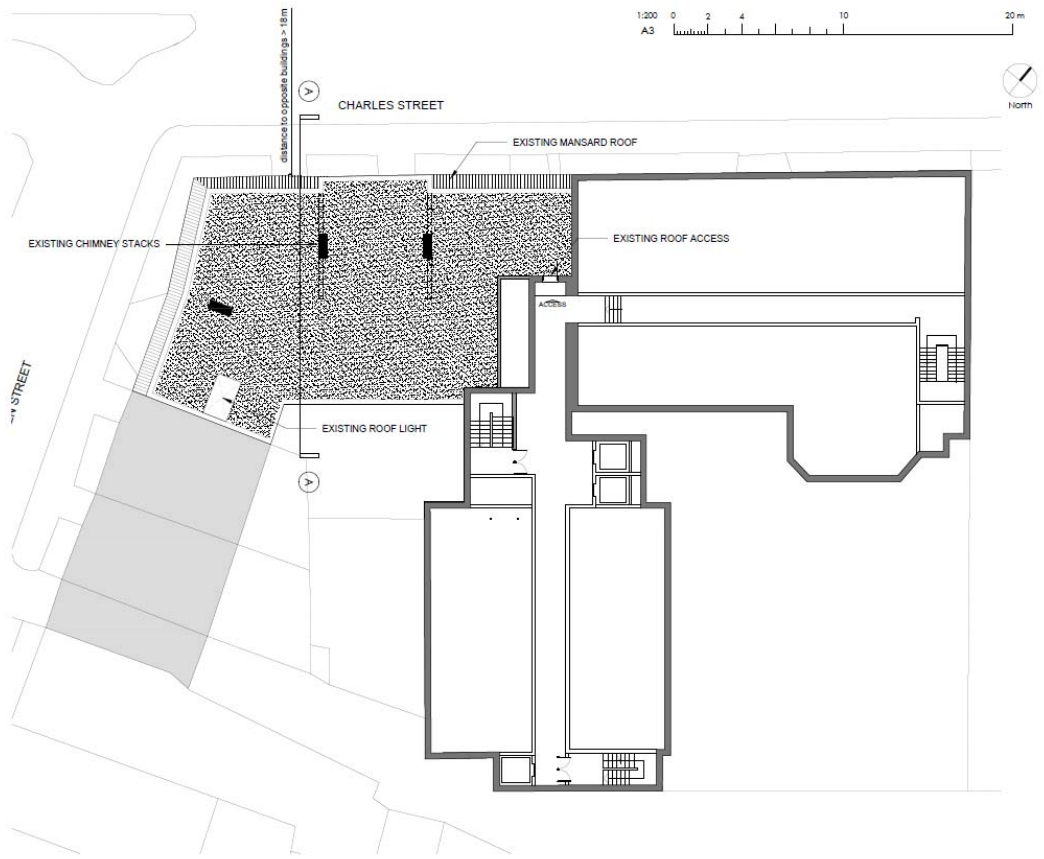 1:200 0 2 4 10 20 m
A3
distance to opposite buildings > 18m
A
CHARLES STREET
North
EXISTING MANSARD ROOF
EXISTING CHIMNEY STACKS
EXISTING ROOF ACCESS
ACCESS
STREET
EXISTING ROOF LIGHT
A